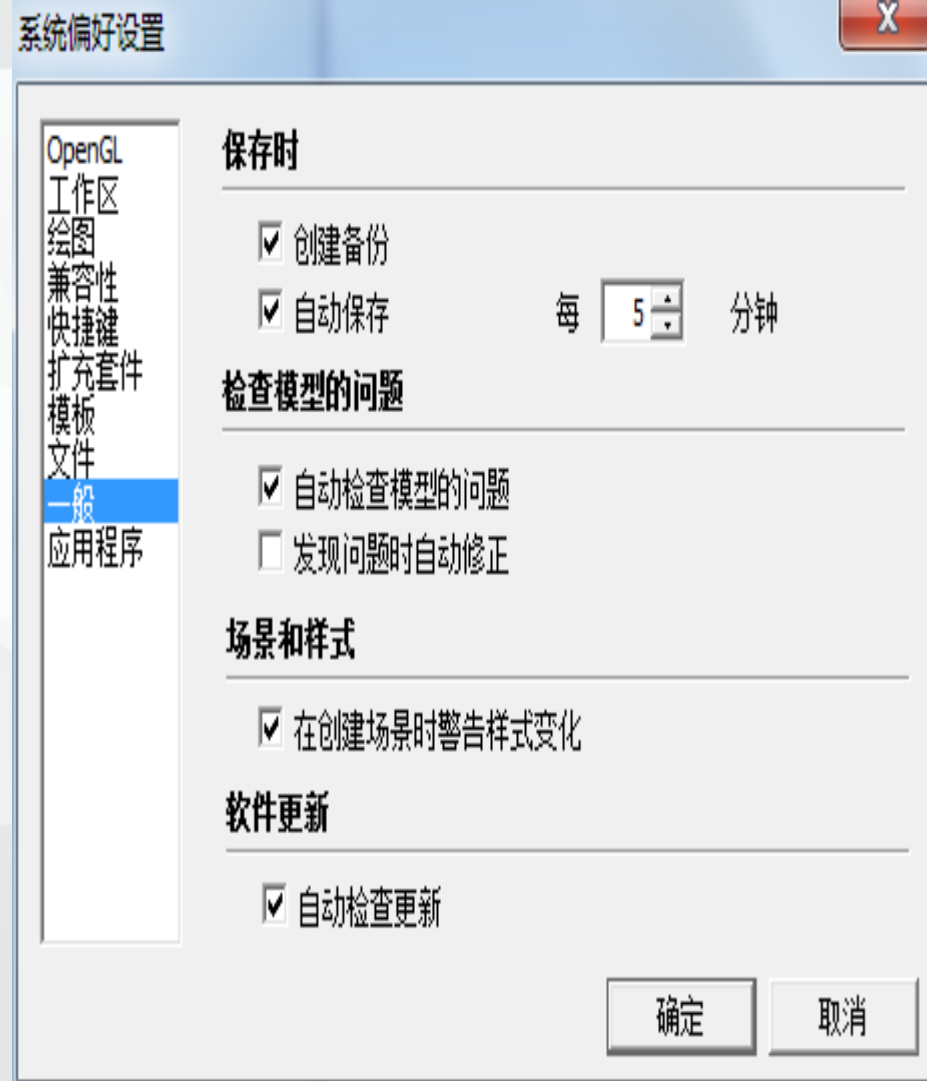 系统偏好设置
OpenGL
工作区
绘图
兼容性
快捷键
扩充套件
模板
文件
一般
应用程序
保存时
创建备份
自动保存 每 5 分钟
检查模型的问题
自动检查模型的问题
发现问题时自动修正
场景和样式
在创建场景时警告样式变化
软件更新
自动检查更新
确定 取消